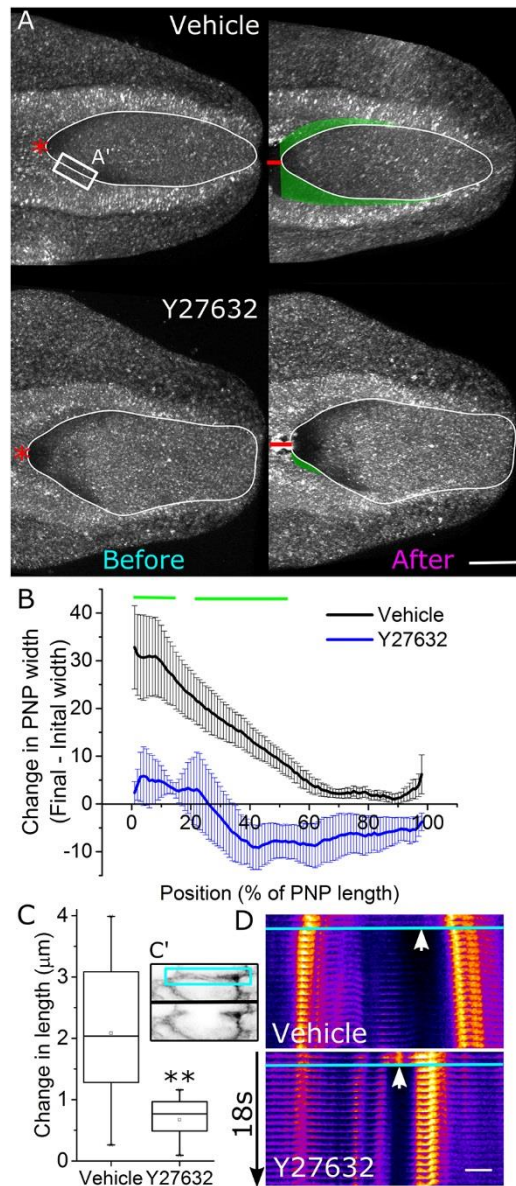 A
Vehicle
A'
Y27632
Before
After
B
Change in PNP width
(Final - Inital width)
40
30
20
10
0
-10
Vehicle
Y27632
0
20
40
60
80
100
Position (% of PNP length)
C
Change in length (µm)
4
3
2
1
0
C'
**
Vehicle Y27632
D
Vehicle
18s
Y27632